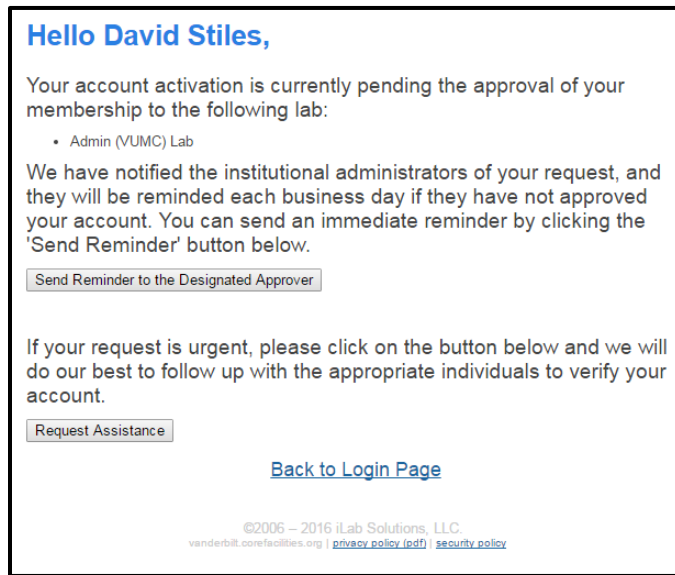 Hello David Stiles,
Your account activation is currently pending the approval of your
membership to the following lab:
• Admin (VUMC) Lab
We have notified the institutional administrators of your request, and
they will be reminded each business day if they have not approved
your account. You can send an immediate reminder by clicking the
'Send Reminder' button below.
Send Reminder to the Designated Approver
If your request is urgent, please click on the button below and we will
do our best to follow up with the appropriate individuals to verify your
account.
Request Assistance
Back to Login Page
©2006 – 2016 iLab Solutions, LLC.
vanderbilt.corefacilities.org | privacy policy (pdf) | security policy